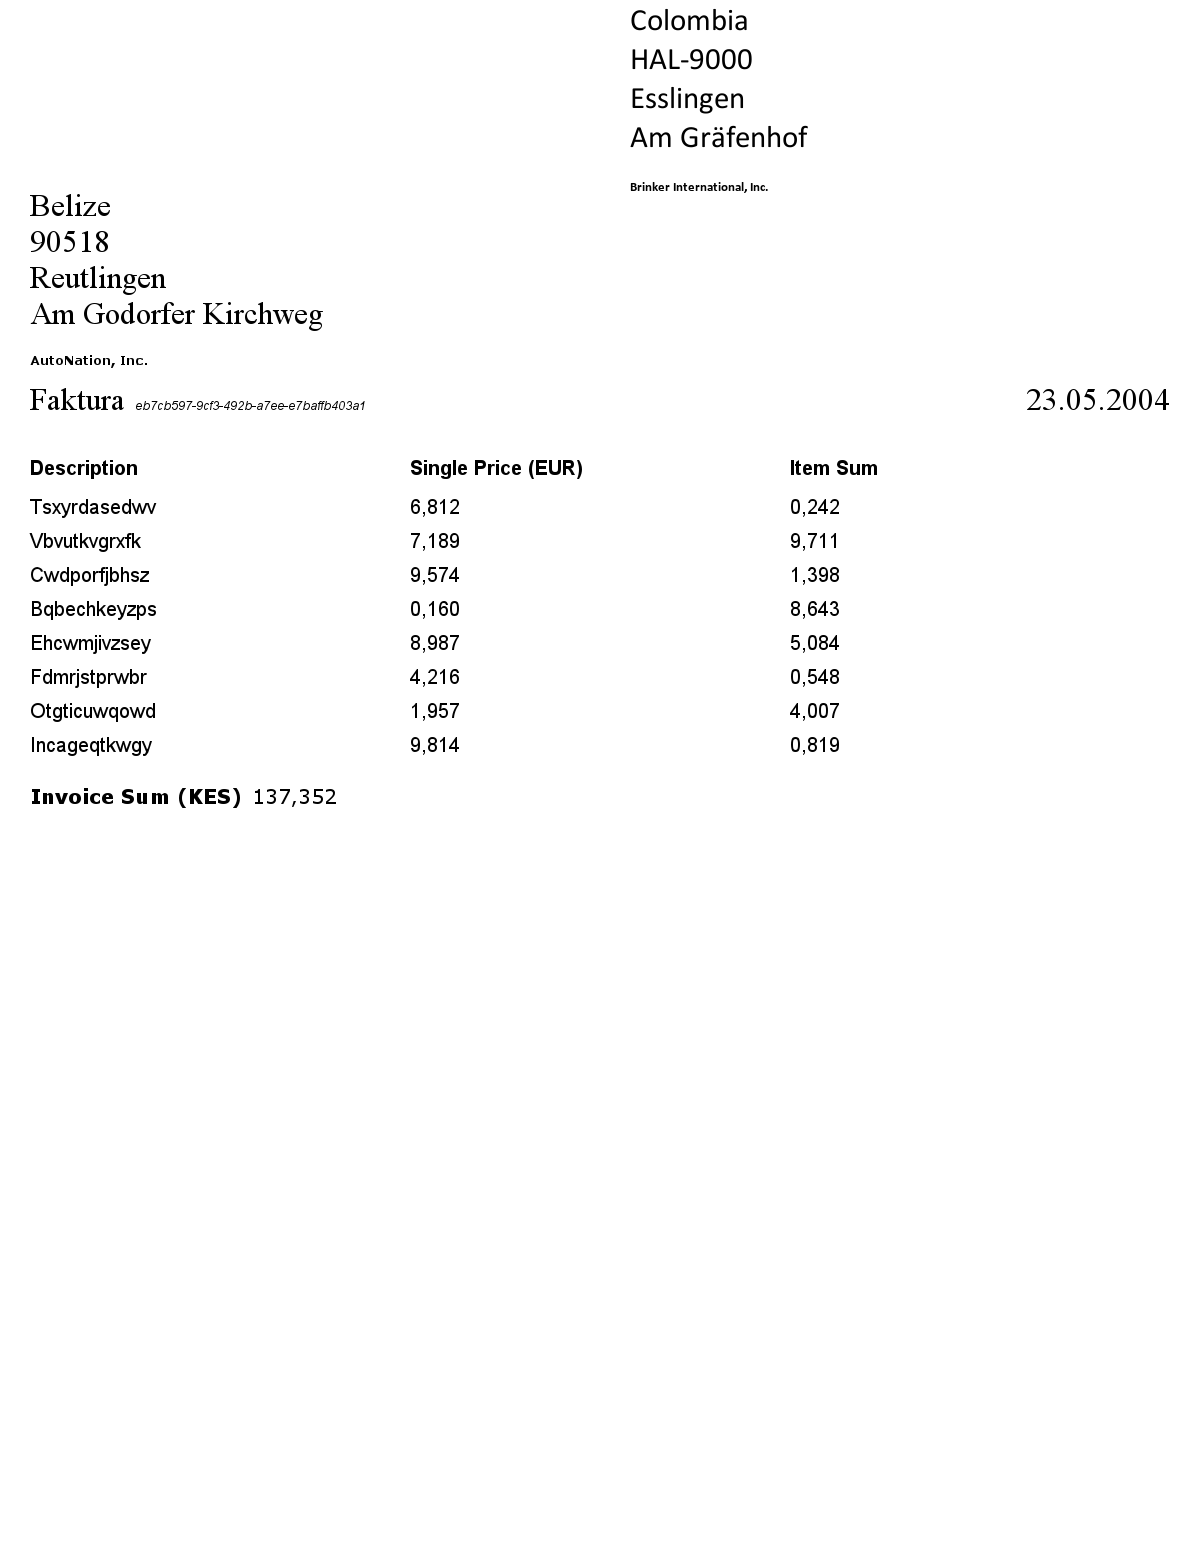 Colombia
HAL-9000
Esslingen
Am Gräfenhof
Brinker International, Inc.
Belize
90518
Reutlingen
Am Godorfer Kirchweg
AutoNation, Inc.
Faktura eb7cb597-9cf3-492b-a7ee-e7baffb403a1 23.05.2004
Description Single Price (EUR) Item Sum
Tsxyrdasedwv 6,812 0,242
Vbvutkvgrxfk 7,189 9,711
Cwdporfjbhsz 9,574 1,398
Bqbechkeyzps 0,160 8,643
Ehcwmjivzsey 8,987 5,084
Fdmrjstprwbr 4,216 0,548
Otgticuwqowd 1,957 4,007
Incageqtkwgy 9,814 0,819
Invoice Sum (KES) 137,352